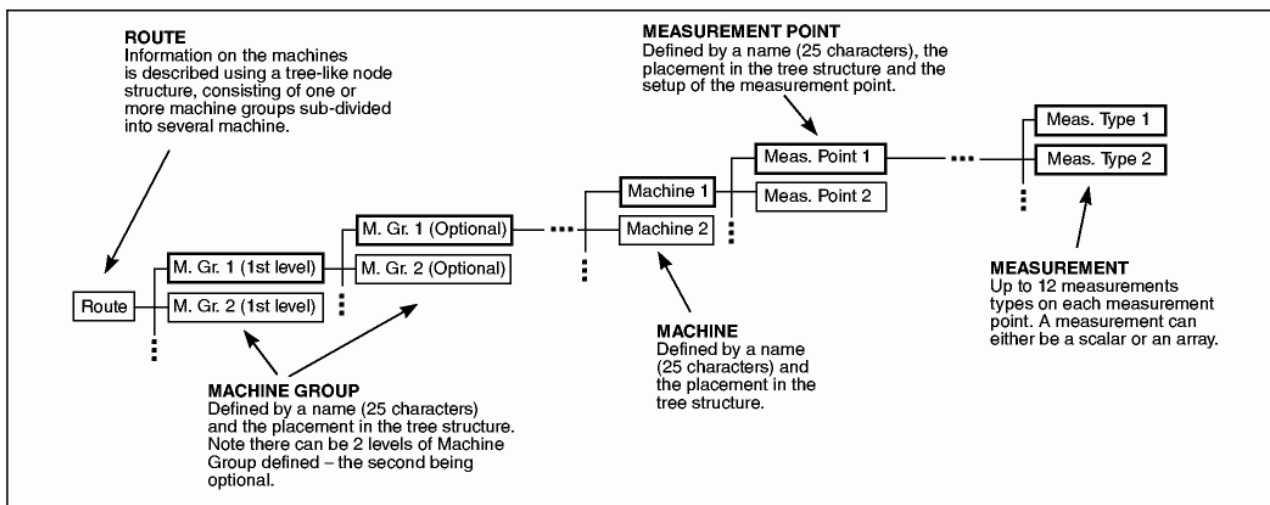 ROUTE
Information on the machines
is described using a tree-like node
structure, consisting of one or
more machine groups sub-divided
into several machine.
MEASUREMENT POINT
Defined by a name (25 characters), the
placement in the tree structure and the
setup of the measurement point.
Meas. Type 1
Meas. Point 1
Meas. Type 2
Machine 1
Meas. Point 2
M. Gr. 1 (Optional)
Machine 2
M. Gr. 1 (1st level)
M. Gr. 2 (Optional)
Route
M. Gr. 2 (1st level)
MEASUREMENT
Up to 12 measurements
types on each measurement
point. A measurement can
either be a scalar or an array.
MACHINE
Defined by a name
(25 characters) and
the placement in the
tree structure.
MACHINE GROUP
Defined by a name (25 characters)
and the placement in the tree structure.
Note there can be 2 levels of Machine
Group defined – the second being
optional.